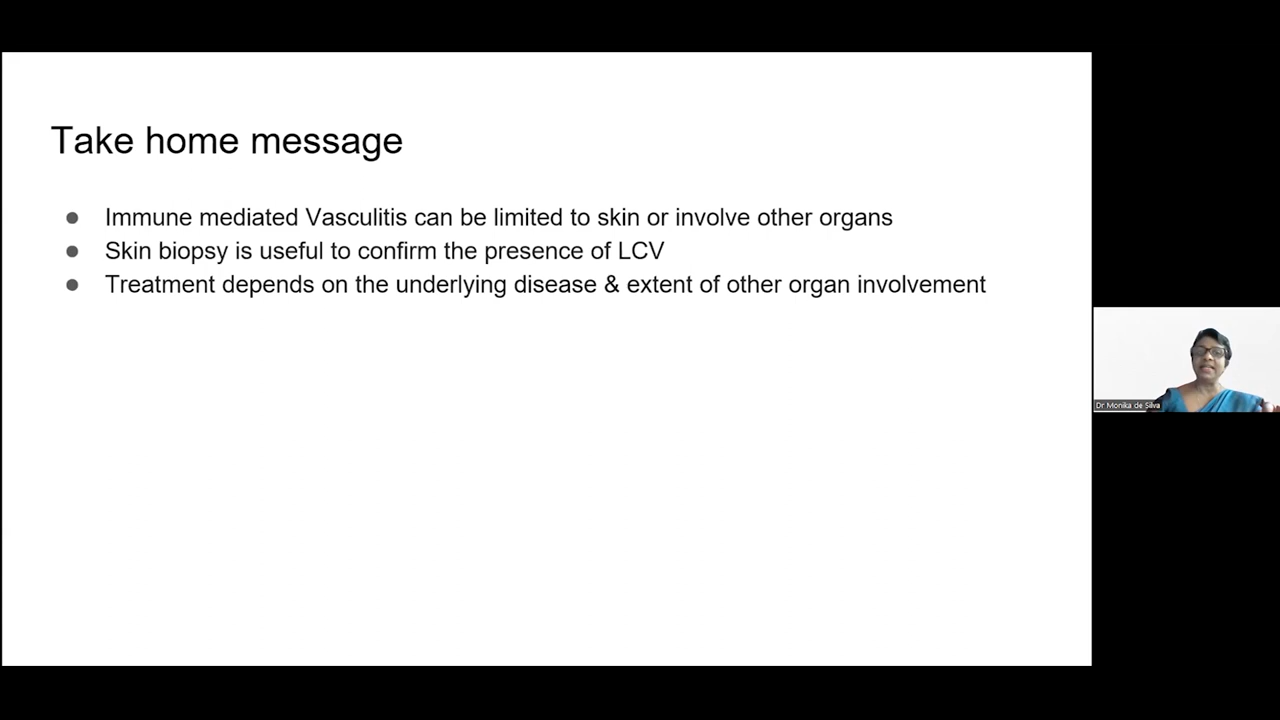 Take home message
● Immune mediated Vasculitis can be limited to skin or involve other organs
● Skin biopsy is useful to confirm the presence of LCV
● Treatment depends on the underlying disease & extent of other organ involvement
Dr Monika de Silva